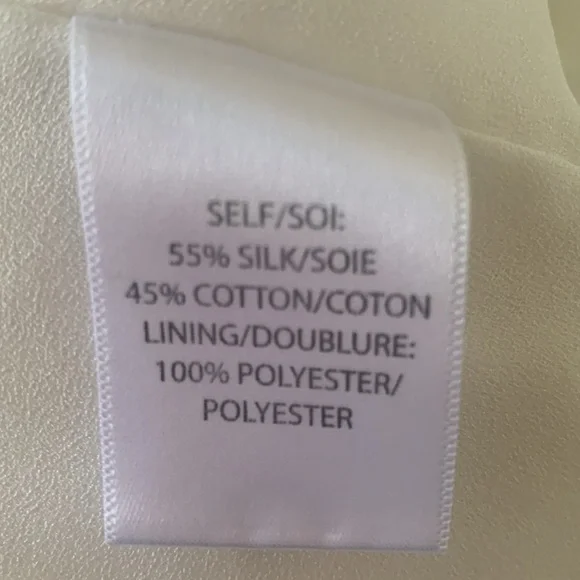 SELF/SOI:
55% SILK/SOIE
45% COTTON/COTON
LINING/DOUBLURE:
100% POLYESTER/
POLYESTER